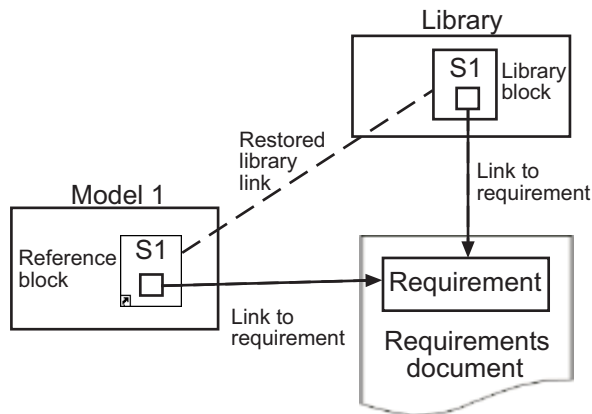 Library
S1
Library
block
Restored
library
link
Link to
requirement
Model 1
Reference
block
S1
Link to
requirement
Requirement
Requirements
document